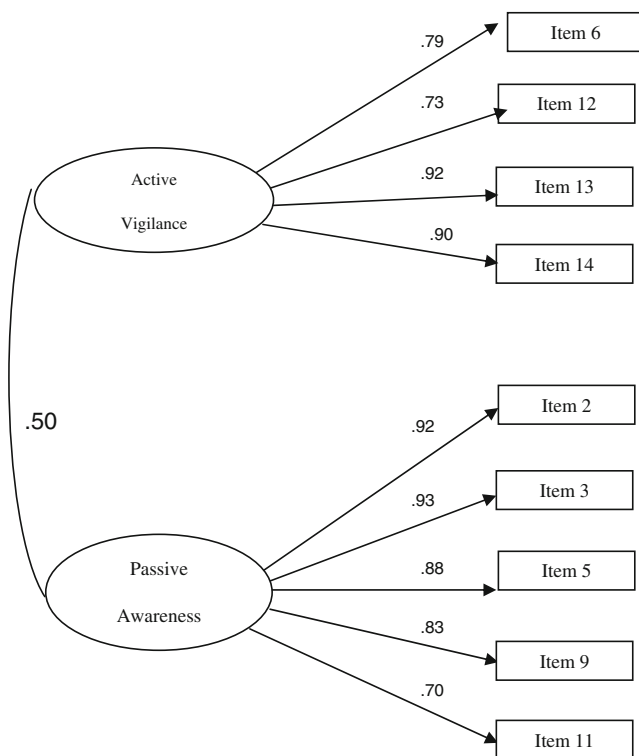 .79
Item 6
.73
Item 12
Active
Vigilance
.92
Item 13
.90
Item 14
.50
.92
Item 2
.93
Item 3
Passive
Awareness
.88
Item 5
.83
Item 9
.70
Item 11